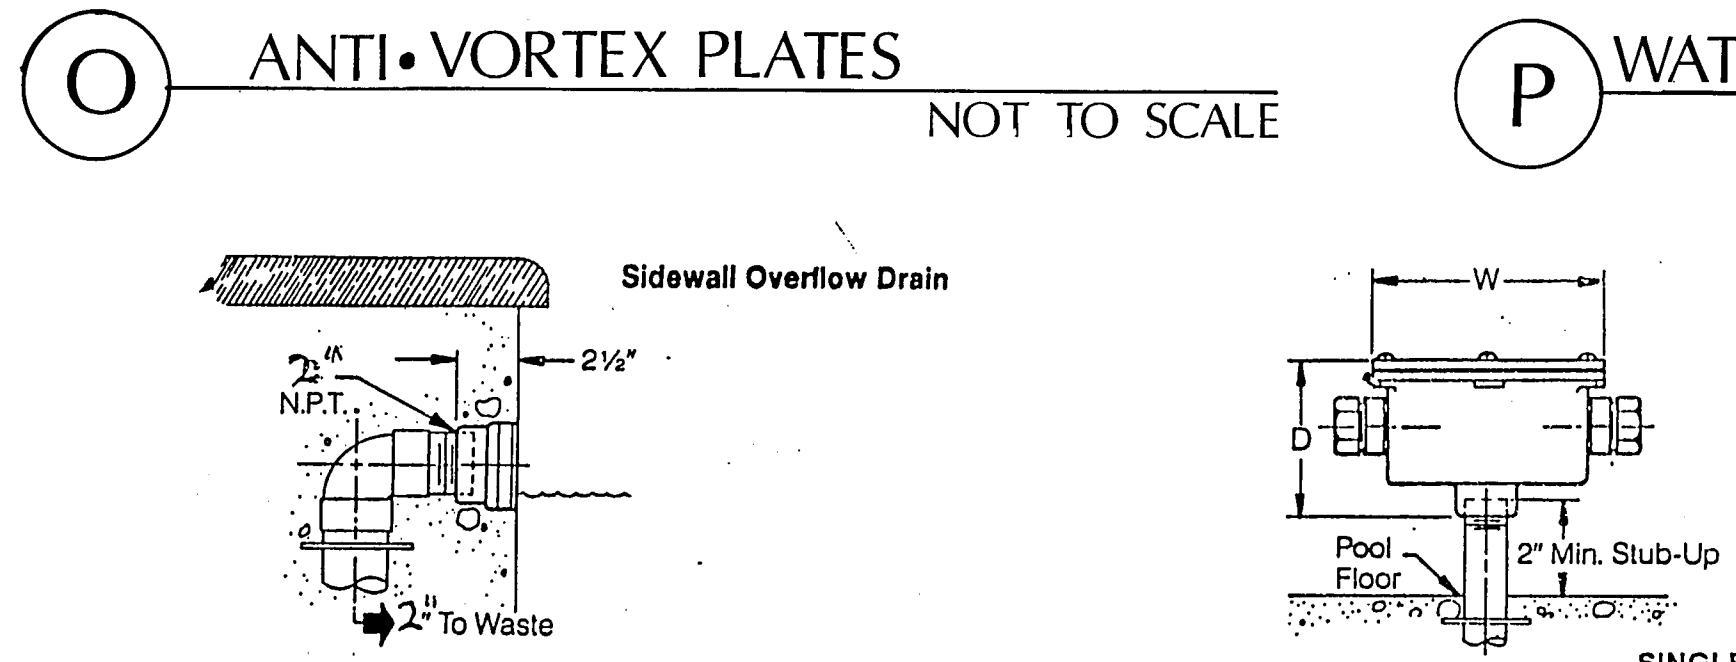 O
ANTI•VORTEX PLATES
NOT TO SCALE
P
Sidewall Overflow Drain
2"
N.P.T.
2½"
2" To Waste
W
D
Pool
Floor
2" Min. Stub-Up